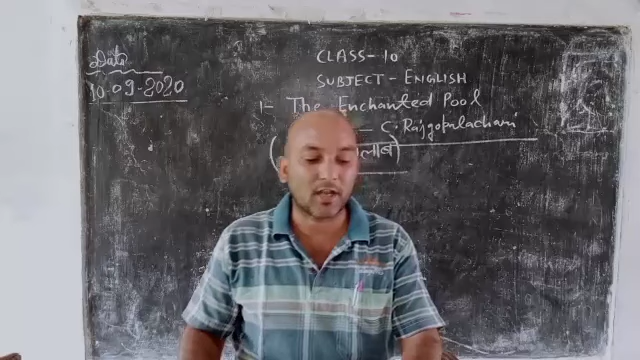 Date
10-09-2020
CLASS-10
SUBJECT - ENGLISH
1- The Enchanted Pool
- C. Rajgopalachari